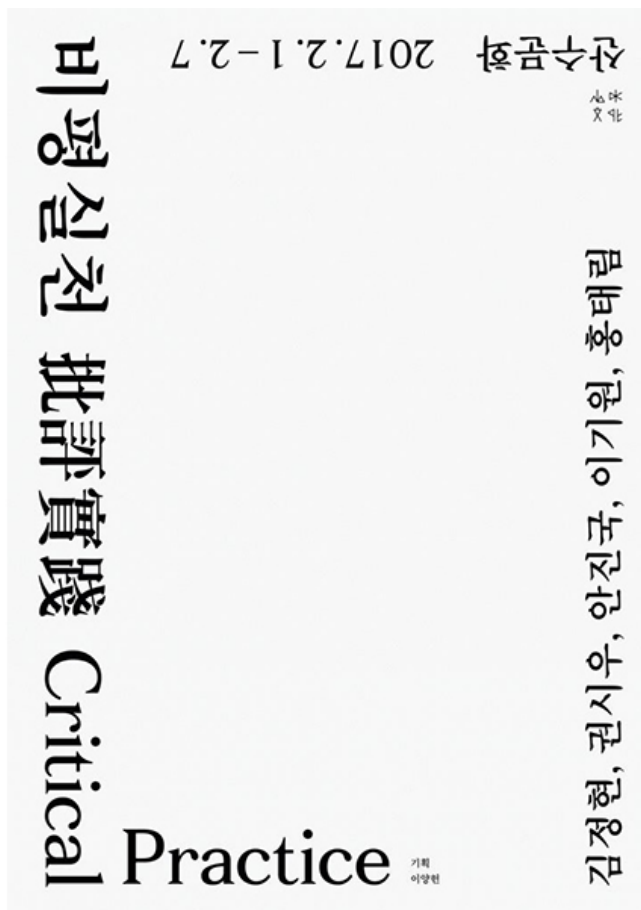 비평실천 批評實踐 Critical
Practice
기획
이양헌
김정현, 권시우, 안진국, 이기원, 홍태림
산수문화 2017.2.1–2.7